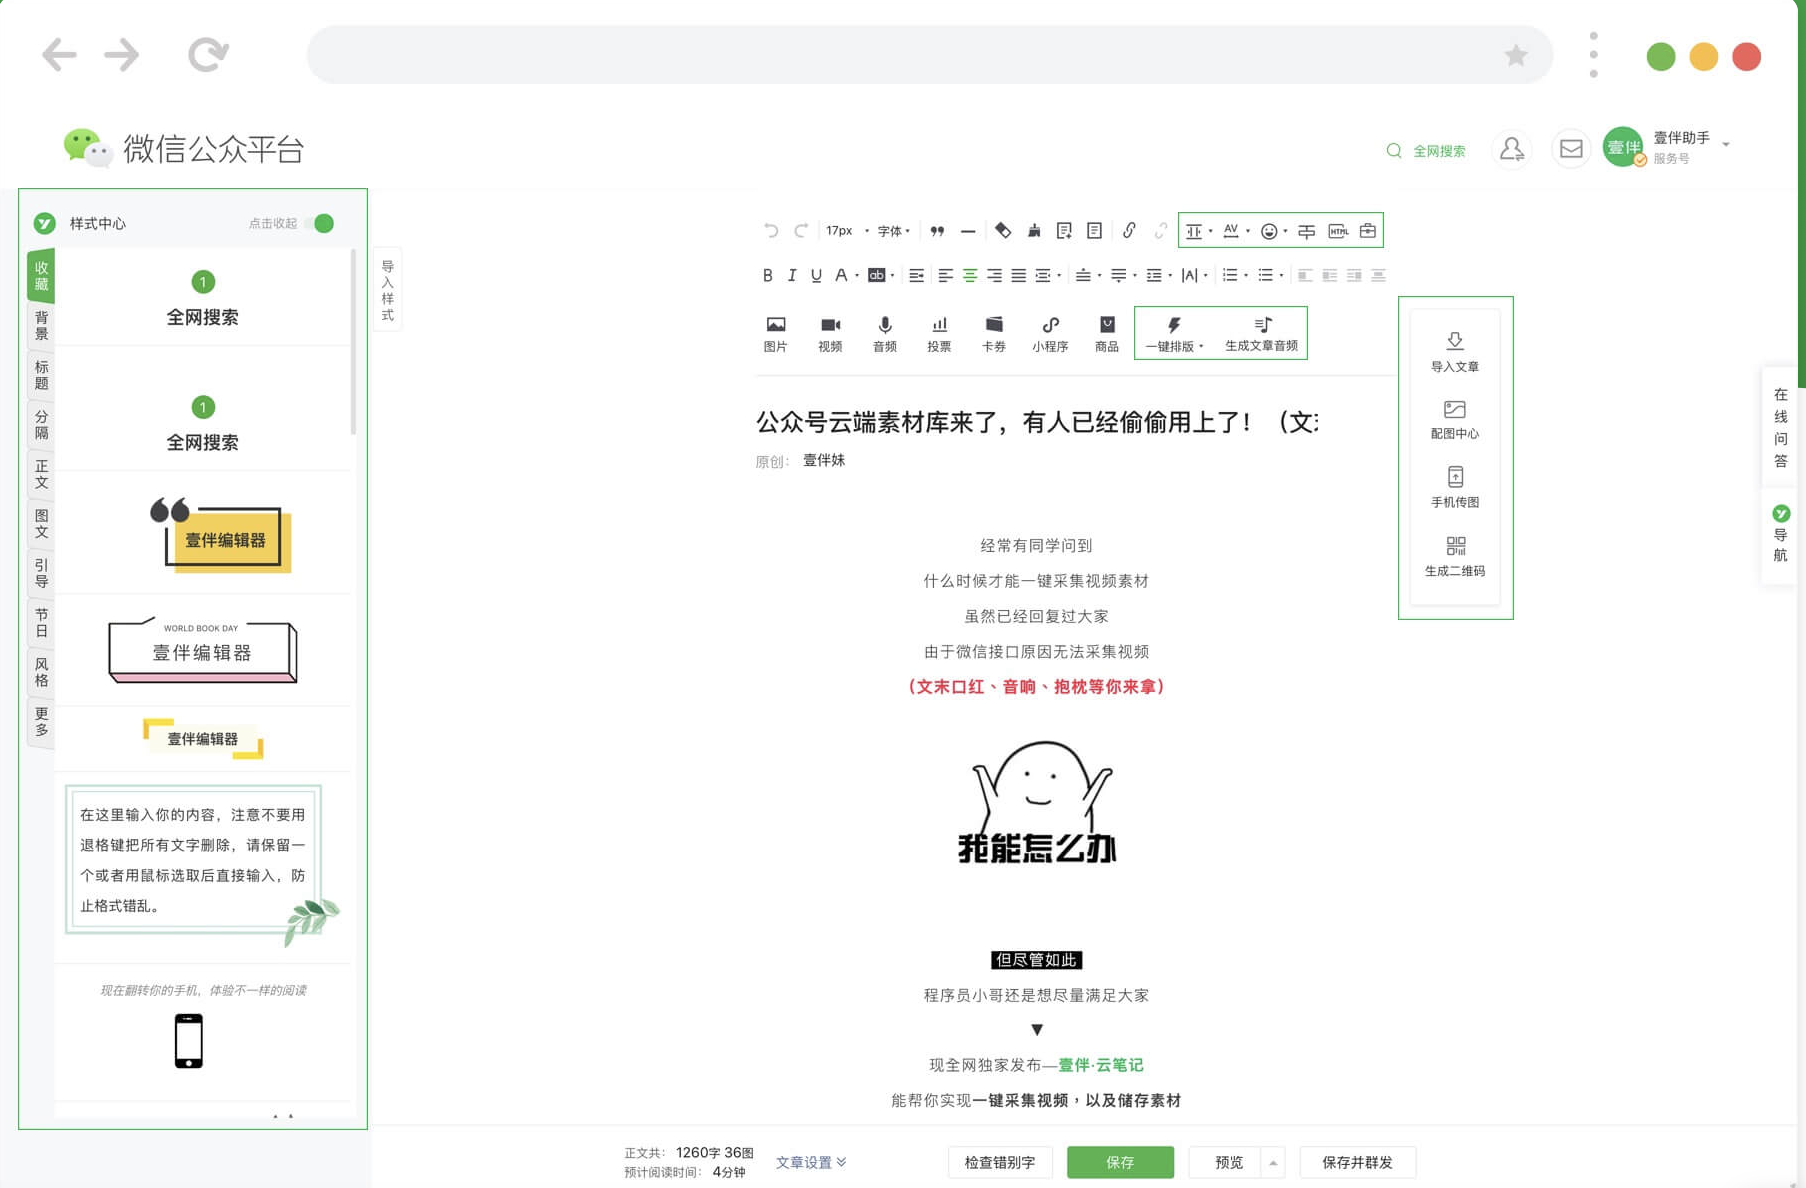 微信公众平台
全网搜索
壹伴
壹伴助手
服务号
样式中心
点击收起
收藏
背景
标题
分隔
正文
图文
引导
节日
风格
更多
1
全网搜索
1
全网搜索
壹伴编辑器
WORLD BOOK DAY
壹伴编辑器
壹伴编辑器
在这里输入你的内容，注意不要用
退格键把所有文字删除，请保留一
个或者用鼠标选取后直接输入，防
止格式错乱。
现在翻转你的手机，体验不一样的阅读
导入样式
17px 字体
AV HTML
B I U A ab
|A|
图片 视频 音频 投票 卡券 小程序 商品 一键排版 生成文章音频
公众号云端素材库来了，有人已经偷偷用上了！（文
原创： 壹伴妹
经常有同学问到
什么时候才能一键采集视频素材
虽然已经回复过大家
由于微信接口原因无法采集视频
（文末口红、音响、抱枕等你来拿）
我能怎么办
但尽管如此
程序员小哥还是想尽量满足大家
▼
现全网独家发布—壹伴·云笔记
能帮你实现一键采集视频，以及储存素材
导入文章
配图中心
手机传图
生成二维码
在线问答
导航
正文共： 1260字 36图
预计阅读时间： 4分钟
文章设置
检查错别字
保存
预览
保存并群发